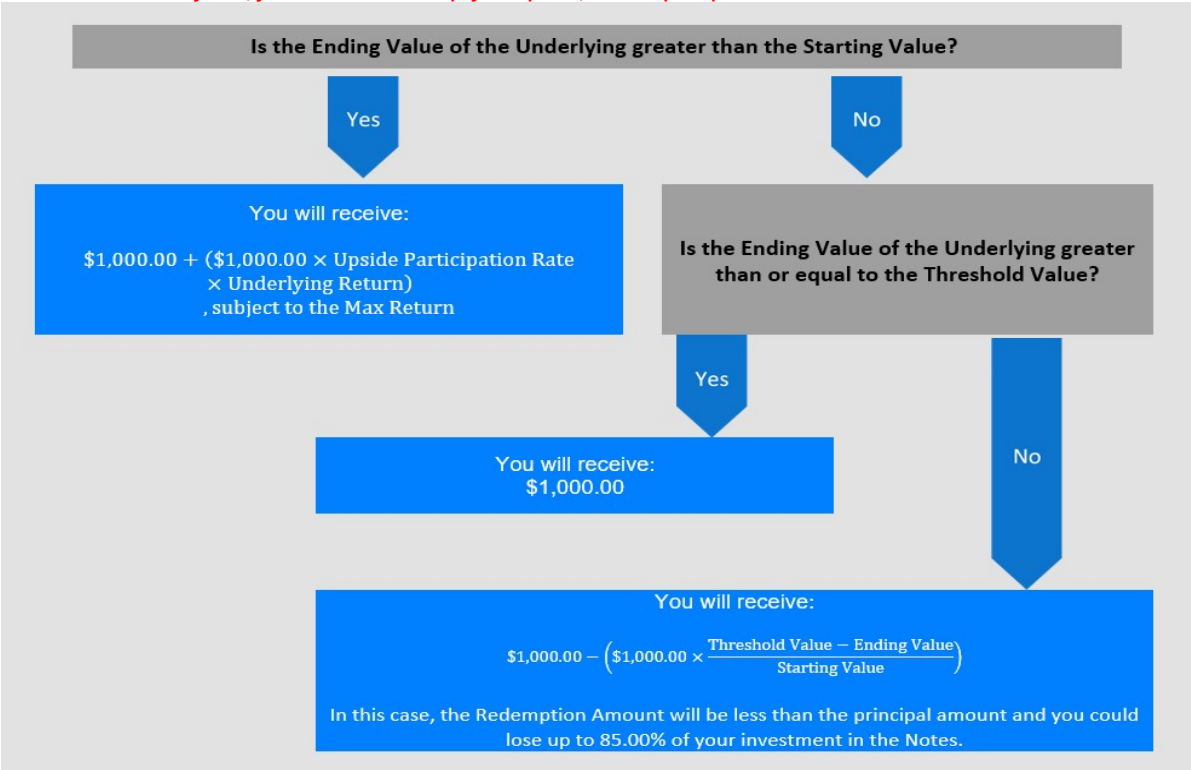 Is the Ending Value of the Underlying greater than the Starting Value?
Yes
No
You will receive:
$1,000.00 + ($1,000.00 × Upside Participation Rate
× Underlying Return)
, subject to the Max Return
Is the Ending Value of the Underlying greater
than or equal to the Threshold Value?
Yes
No
You will receive:
$1,000.00
You will receive:
$1,000.00 − ($1,000.00 × (Threshold Value − Ending Value) / Starting Value)
In this case, the Redemption Amount will be less than the principal amount and you could
lose up to 85.00% of your investment in the Notes.